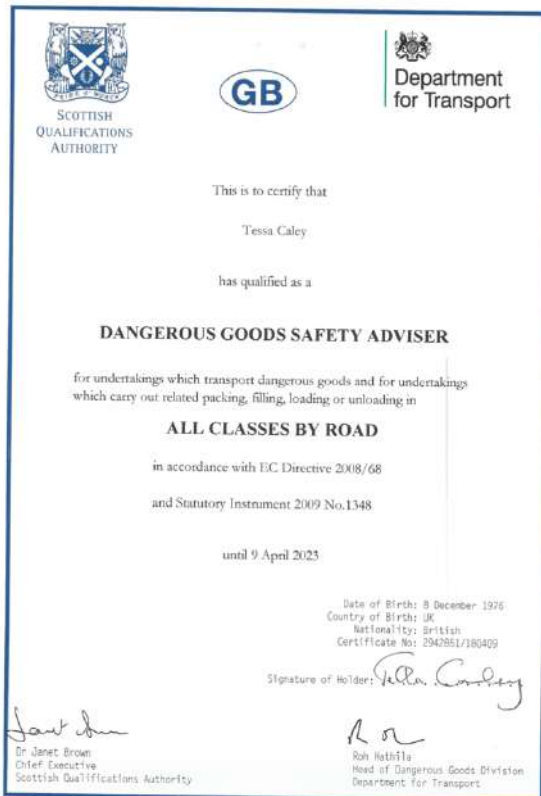 SCOTTISH
QUALIFICATIONS
AUTHORITY
GB
Department
for Transport
This is to certify that
Tessa Caley
has qualified as a
DANGEROUS GOODS SAFETY ADVISER
for undertakings which transport dangerous goods and for undertakings
which carry out related packing, filling, loading or unloading in
ALL CLASSES BY ROAD
in accordance with EC Directive 2008/68
and Statutory Instrument 2009 No.1348
until 9 April 2023
Date of Birth: 8 December 1976
Country of Birth: UK
Nationality: British
Certificate No: 2942851/180409
Signature of Holder:
Dr Janet Brown
Chief Executive
Scottish Qualifications Authority
Roh Hathlia
Head of Dangerous Goods Division
Department for Transport